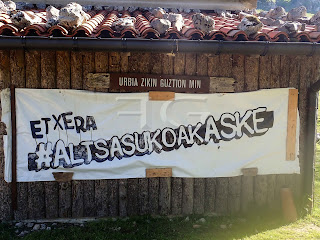 URBIA ZIKIN GUZTION MIN
ETXERA
#ALTSASUKOAKASKE